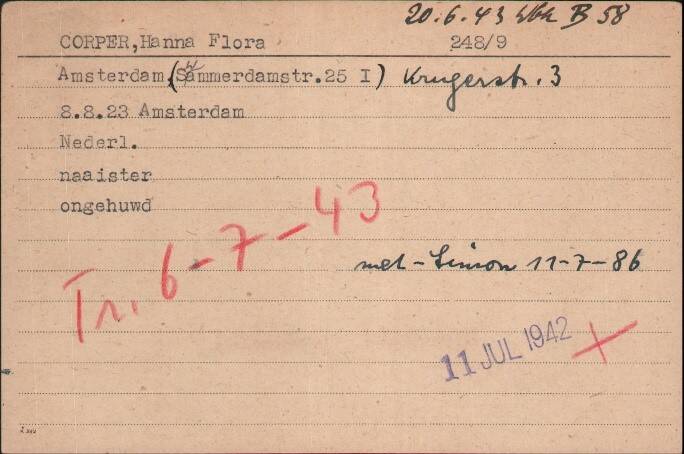 20.6.43 Wbk B 58
CORPER, Hanna Flora 248/9
Amsterdam, (Sammerdamstr.25 I) Krugerstr. 3
8.8.23 Amsterdam
Nederl.
naaister
ongehuwd
Tr. 6-7-43
met - Simon 11-7-86
11 JUL 1942